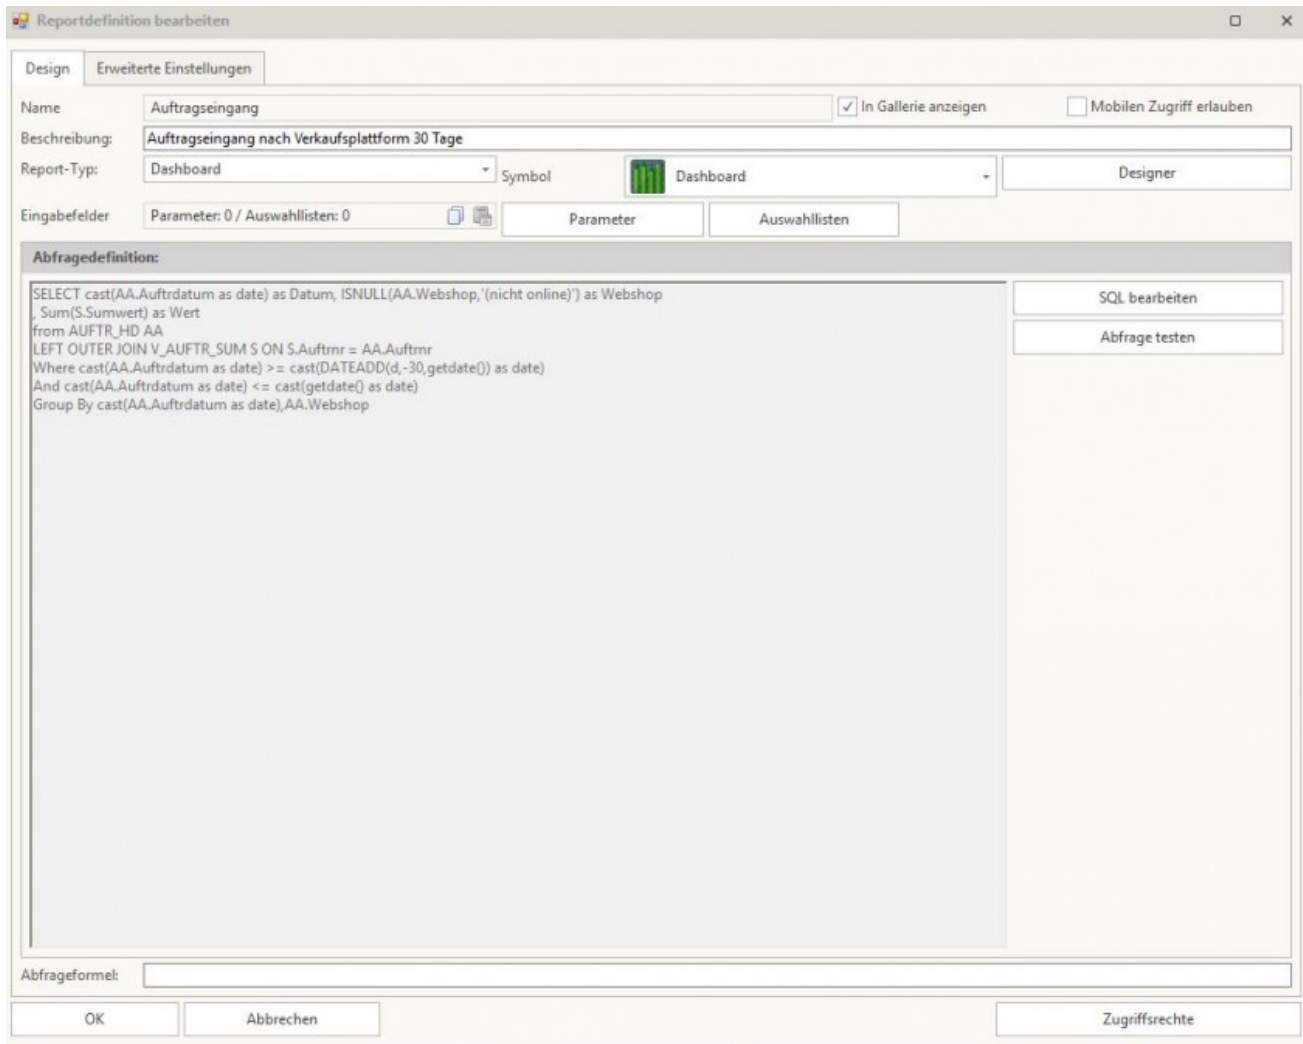 Reportdefinition bearbeiten
Design Erweiterte Einstellungen
Name Auftragseingang In Gallerie anzeigen Mobilen Zugriff erlauben
Beschreibung: Auftragseingang nach Verkaufsplattform 30 Tage
Report-Typ: Dashboard Symbol Dashboard Designer
Eingabefelder Parameter: 0 / Auswahllisten: 0 Parameter Auswahllisten
Abfragedefinition:
SELECT cast(AA.Auftrdatum as date) as Datum, ISNULL(AA.Webshop,'(nicht online)') as Webshop
, Sum(S.Sumwert) as Wert
from AUFTR_HD AA
LEFT OUTER JOIN V_AUFTR_SUM S ON S.Auftrnr = AA.Auftrnr
Where cast(AA.Auftrdatum as date) >= cast(DATEADD(d,-30,getdate()) as date)
And cast(AA.Auftrdatum as date) <= cast(getdate() as date)
Group By cast(AA.Auftrdatum as date),AA.Webshop
SQL bearbeiten
Abfrage testen
Abfrageformel:
OK Abbrechen Zugriffsrechte